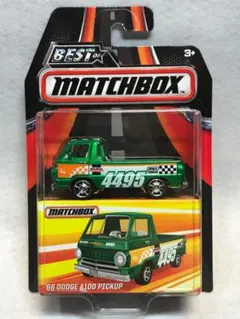 BEST OF
3+
MATCHBOX
4495
MATCHBOX
4495
'66 DODGE A100 PICKUP